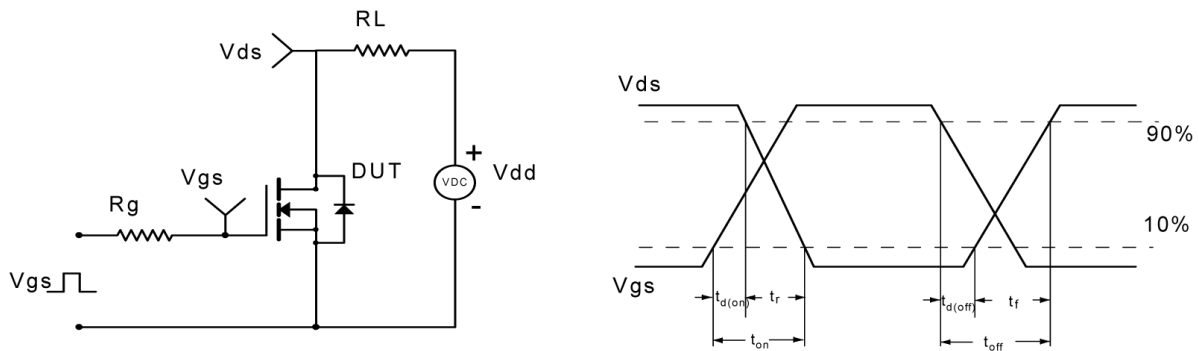 RL
Vds
Vgs
DUT
+
VDC
-
Vdd
Rg
Vgs
Vds
90%
10%
Vgs
td(on)
tr
td(off)
tf
ton
toff